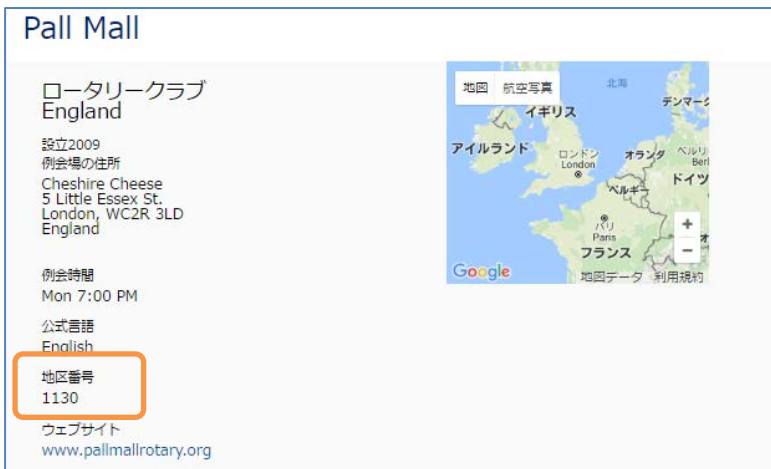 Pall Mall
ロータリークラブ
England
設立2009
例会場の住所
Cheshire Cheese
5 Little Essex St.
London, WC2R 3LD
England
例会時間
Mon 7:00 PM
公式言語
English
地区番号
1130
ウェブサイト
www.pallmallrotary.org
地図 航空写真
北海
デンマーク
イギリス
アイルランド
ロンドン
London
オランダ
ベルリ
Berl
ドイツ
ベルギー
パリ
Paris
フランス
+
−
Google
地図データ 利用規約